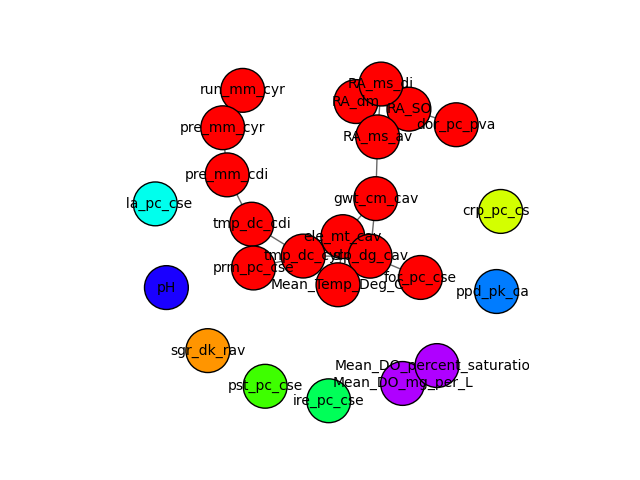 RA_ms_di
run_mm_cyr
RA_dm
RA_SO
dor_pc_pva
pre_mm_cyr
RA_ms_av
pre_mm_cdi
gwt_cm_cav
la_pc_cse
crp_pc_cs
tmp_dc_cdi
ele_mt_cav
slp_dg_cav
prm_pc_cse
for_pc_cse
Mean_Temp_Deg_C
pH
ppd_pk_ca
sgr_dk_rav
Mean_DO_percent_saturatio
Mean_DO_mg_per_L
pst_pc_cse
ire_pc_cse